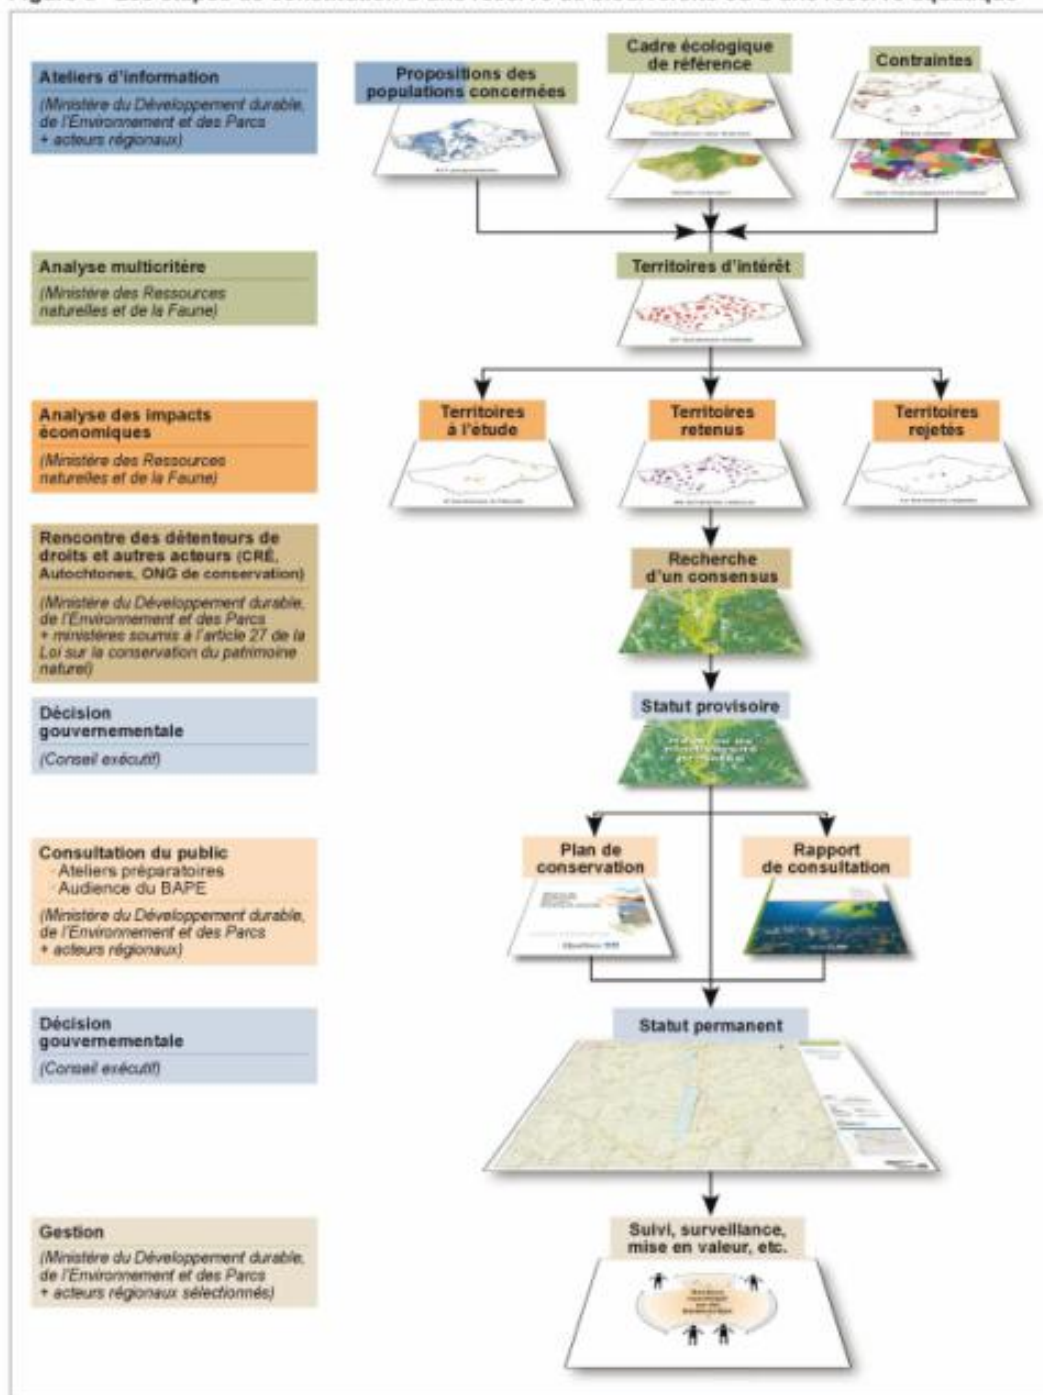 Ateliers d'information
(Ministère du Développement durable,
de l'Environnement et des Parcs
+ acteurs régionaux)
Propositions des
populations concernées
Cadre écologique
de référence
Contraintes
Analyse multicritère
(Ministère des Ressources
naturelles et de la Faune)
Territoires d'intérêt
Analyse des impacts
économiques
(Ministère des Ressources
naturelles et de la Faune)
Territoires
à l'étude
Territoires
retenus
Territoires
rejetés
Rencontre des détenteurs de
droits et autres acteurs (CRÉ,
Autochtones, ONG de conservation)
(Ministère du Développement durable,
de l'Environnement et des Parcs
+ ministères soumis à l'article 27 de la
Loi sur la conservation du patrimoine
naturel)
Recherche
d'un consensus
Décision
gouvernementale
(Conseil exécutif)
Statut provisoire
Consultation du public
· Ateliers préparatoires
· Audience du BAPE
(Ministère du Développement durable,
de l'Environnement et des Parcs
+ acteurs régionaux)
Plan de
conservation
Rapport
de consultation
Décision
gouvernementale
(Conseil exécutif)
Statut permanent
Gestion
(Ministère du Développement durable,
de l'Environnement et des Parcs
+ acteurs régionaux sélectionnés)
Suivi, surveillance,
mise en valeur, etc.